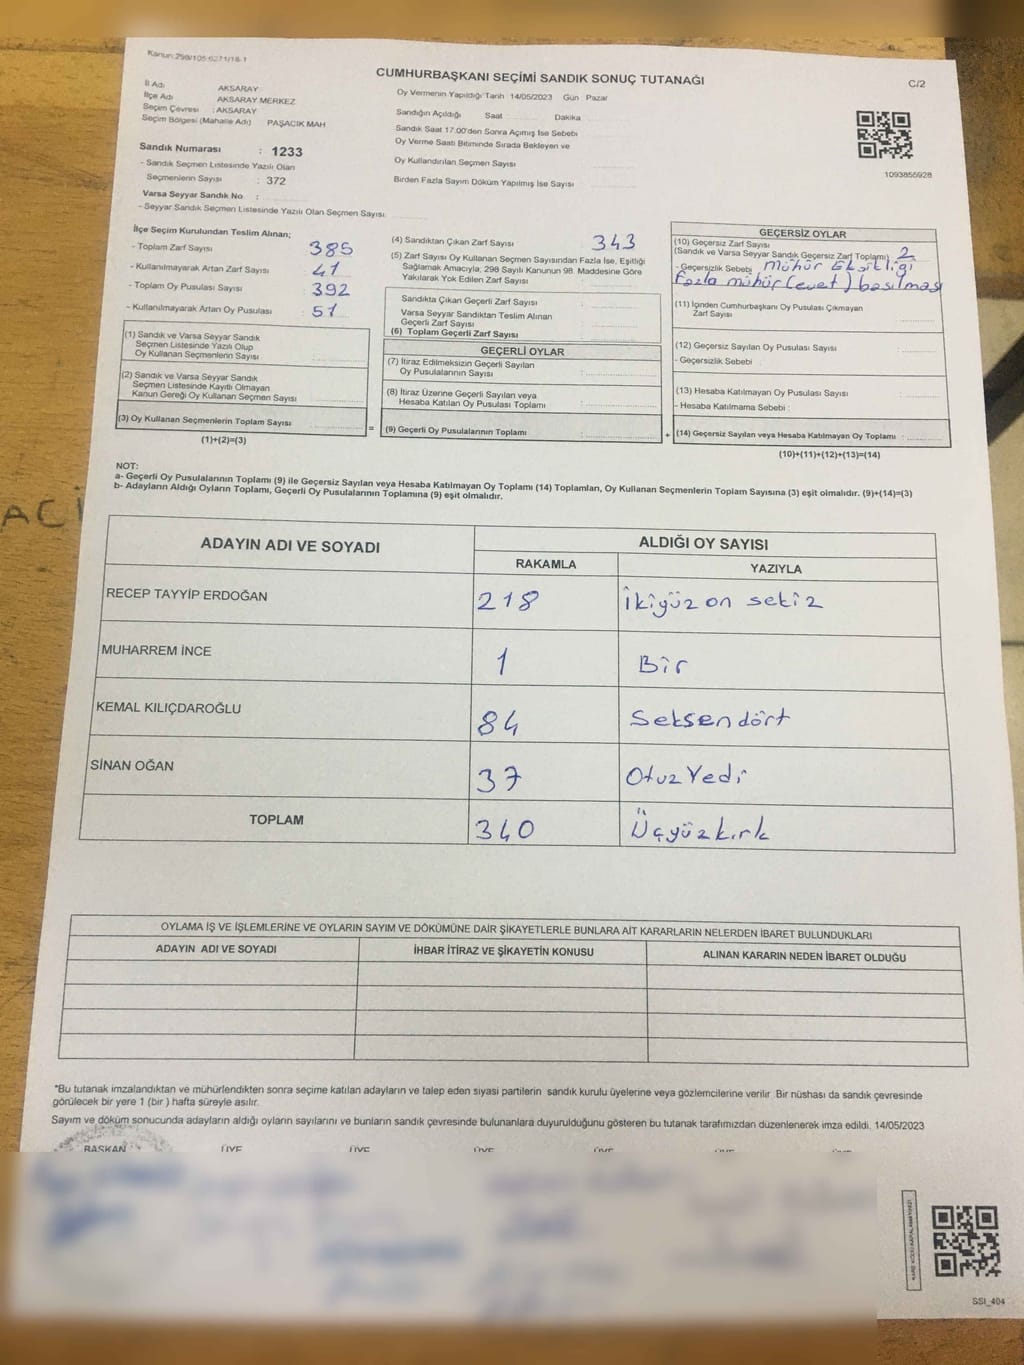 Kanun:298/105-6271/18-1
CUMHURBAŞKANI SEÇİMİ SANDIK SONUÇ TUTANAĞI
C/2
İl Adı AKSARAY
İlçe Adı AKSARAY MERKEZ
Seçim Çevresi : AKSARAY
Seçim Bölgesi (Mahalle Adı) PAŞACIK MAH
Sandık Numarası : 1233
- Sandık Seçmen Listesinde Yazılı Olan
Seçmenlerin Sayısı : 372
Varsa Seyyar Sandık No :
- Seyyar Sandık Seçmen Listesinde Yazılı Olan Seçmen Sayısı
Oy Vermenin Yapıldığı Tarih 14/05/2023 Gün Pazar
Sandığın Açıldığı Saat Dakika
Sandık Saat 17.00'den Sonra Açımış İse Sebebi
Oy Verme Saati Bitiminde Sırada Bekleyen ve
Oy Kullandırılan Seçmen Sayısı
Birden Fazla Sayım Döküm Yapılmış İse Sayısı
1093855928
İlçe Seçim Kurulundan Teslim Alınan;
- Toplam Zarf Sayısı 385
- Kullanılmayarak Artan Zarf Sayısı 41
- Toplam Oy Pusulası Sayısı 392
- Kullanılmayarak Artan Oy Pusulası 51
(1) Sandık ve Varsa Seyyar Sandık
Seçmen Listesinde Yazılı Olup
Oy Kullanan Seçmenlerin Sayısı
(2) Sandık ve Varsa Seyyar Sandık
Seçmen Listesinde Kayıtlı Olmayan
Kanun Gereği Oy Kullanan Seçmen Sayısı
(3) Oy Kullanan Seçmenlerin Toplam Sayısı
(1)+(2)=(3)
=
(4) Sandıktan Çıkan Zarf Sayısı 343
(5) Zarf Sayısı Oy Kullanan Seçmen Sayısından Fazla İse, Eşitliği
Sağlamak Amacıyla; 298 Sayılı Kanunun 98. Maddesine Göre
Yakılarak Yok Edilen Zarf Sayısı
Sandıkta Çıkan Geçerli Zarf Sayısı :
Varsa Seyyar Sandıktan Teslim Alınan
Geçerli Zarf Sayısı
(6) Toplam Geçerli Zarf Sayısı
GEÇERLİ OYLAR
(7) İtiraz Edilmeksizin Geçerli Sayılan
Oy Pusulalarının Sayısı :
(8) İtiraz Üzerine Geçerli Sayılan veya
Hesaba Katılan Oy Pusulası Toplamı :
(9) Geçerli Oy Pusulalarının Toplamı :
+
GEÇERSİZ OYLAR
(10) Geçersiz Zarf Sayısı
(Sandık ve Varsa Seyyar Sandık Geçersiz Zarf Toplamı) 2
- Geçersizlik Sebebi mühür Eksikliği
fazla mühür (evet) basılması
(11) İçinden Cumhurbaşkanı Oy Pusulası Çıkmayan
Zarf Sayısı
(12) Geçersiz Sayılan Oy Pusulası Sayısı :
- Geçersizlik Sebebi :
(13) Hesaba Katılmayan Oy Pusulası Sayısı :
- Hesaba Katılmama Sebebi :
(14) Geçersiz Sayılan veya Hesaba Katılmayan Oy Toplamı :
(10)+(11)+(12)+(13)=(14)
NOT:
a- Geçerli Oy Pusulalarının Toplamı (9) ile Geçersiz Sayılan veya Hesaba Katılmayan Oy Toplamı (14) Toplamları, Oy Kullanan Seçmenlerin Toplam Sayısına (3) eşit olmalıdır. (9)+(14)=(3)
b- Adayların Aldığı Oyların Toplamı, Geçerli Oy Pusulalarının Toplamına (9) eşit olmalıdır.
ADAYIN ADI VE SOYADI ALDIĞI OY SAYISI
RAKAMLA YAZIYLA
RECEP TAYYİP ERDOĞAN 218 İkiyüz on sekiz
MUHARREM İNCE 1 Bir
KEMAL KILIÇDAROĞLU 84 Seksendört
SİNAN OĞAN 37 OtuzYedi
TOPLAM 340 Üçyüzkırk
OYLAMA İŞ VE İŞLEMLERİNE VE OYLARIN SAYIM VE DÖKÜMÜNE DAİR ŞİKAYETLERLE BUNLARA AİT KARARLARIN NELERDEN İBARET BULUNDUKLARI
ADAYIN ADI VE SOYADI İHBAR İTİRAZ VE ŞİKAYETİN KONUSU ALINAN KARARIN NEDEN İBARET OLDUĞU
*Bu tutanak imzalandıktan ve mühürlendikten sonra seçime katılan adayların ve talep eden siyasi partilerin sandık kurulu üyelerine veya gözlemcilerine verilir. Bir nüshası da sandık çevresinde
görülecek bir yere 1 (bir ) hafta süreyle asılır.
Sayım ve döküm sonucunda adayların aldığı oyların sayılarını ve bunların sandık çevresinde bulunanlara duyurulduğunu gösteren bu tutanak tarafımızdan düzenlenerek imza edildi. 14/05/2023
BAŞKAN ÜYE ÜYE ÜYE ÜYE
SSI_404